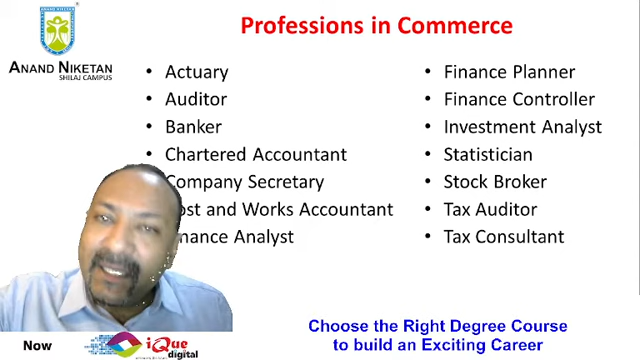 Professions in Commerce
ANAND NIKETAN
SHILAJ CAMPUS
• Actuary
• Auditor
• Banker
• Chartered Accountant
Company Secretary
and Works Accountant
Analyst
• Finance Planner
• Finance Controller
• Investment Analyst
• Statistician
• Stock Broker
• Tax Auditor
• Tax Consultant
Choose the Right Degree Course
to build an Exciting Career
Now
iQue
digital